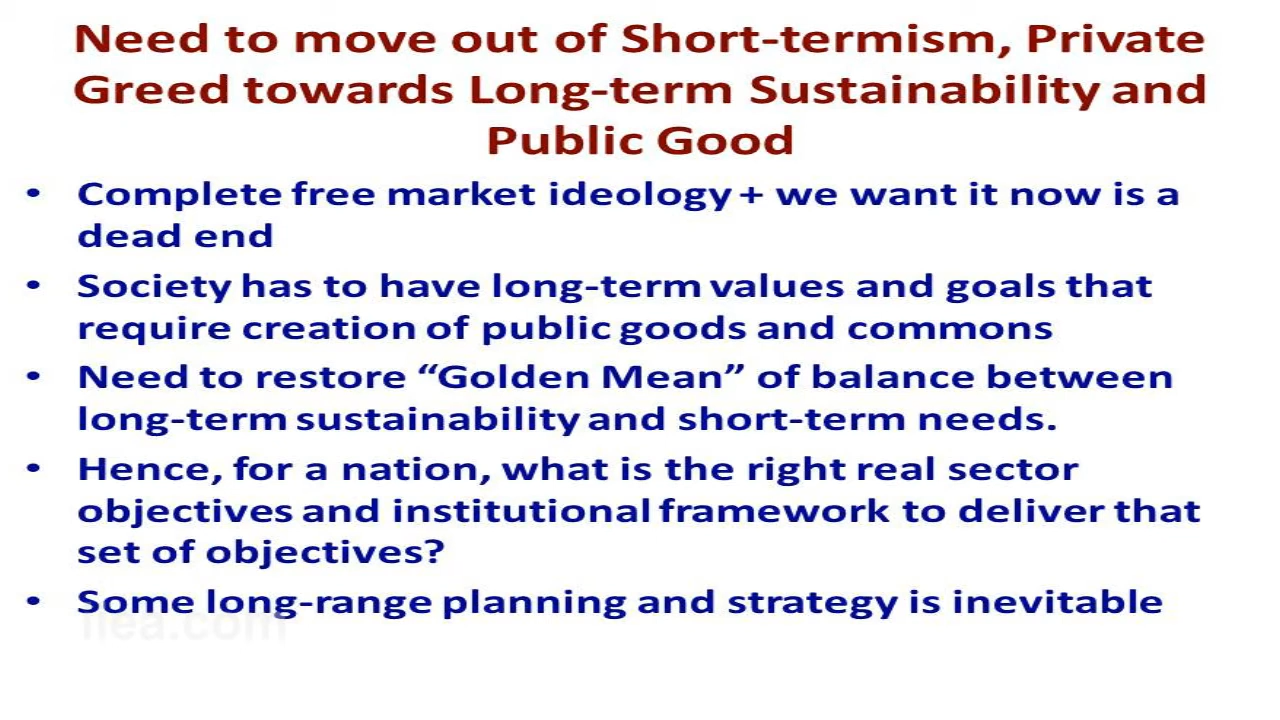 Need to move out of Short-termism, Private
Greed towards Long-term Sustainability and
Public Good
• Complete free market ideology + we want it now is a
dead end
• Society has to have long-term values and goals that
require creation of public goods and commons
• Need to restore “Golden Mean” of balance between
long-term sustainability and short-term needs.
• Hence, for a nation, what is the right real sector
objectives and institutional framework to deliver that
set of objectives?
• Some long-range planning and strategy is inevitable